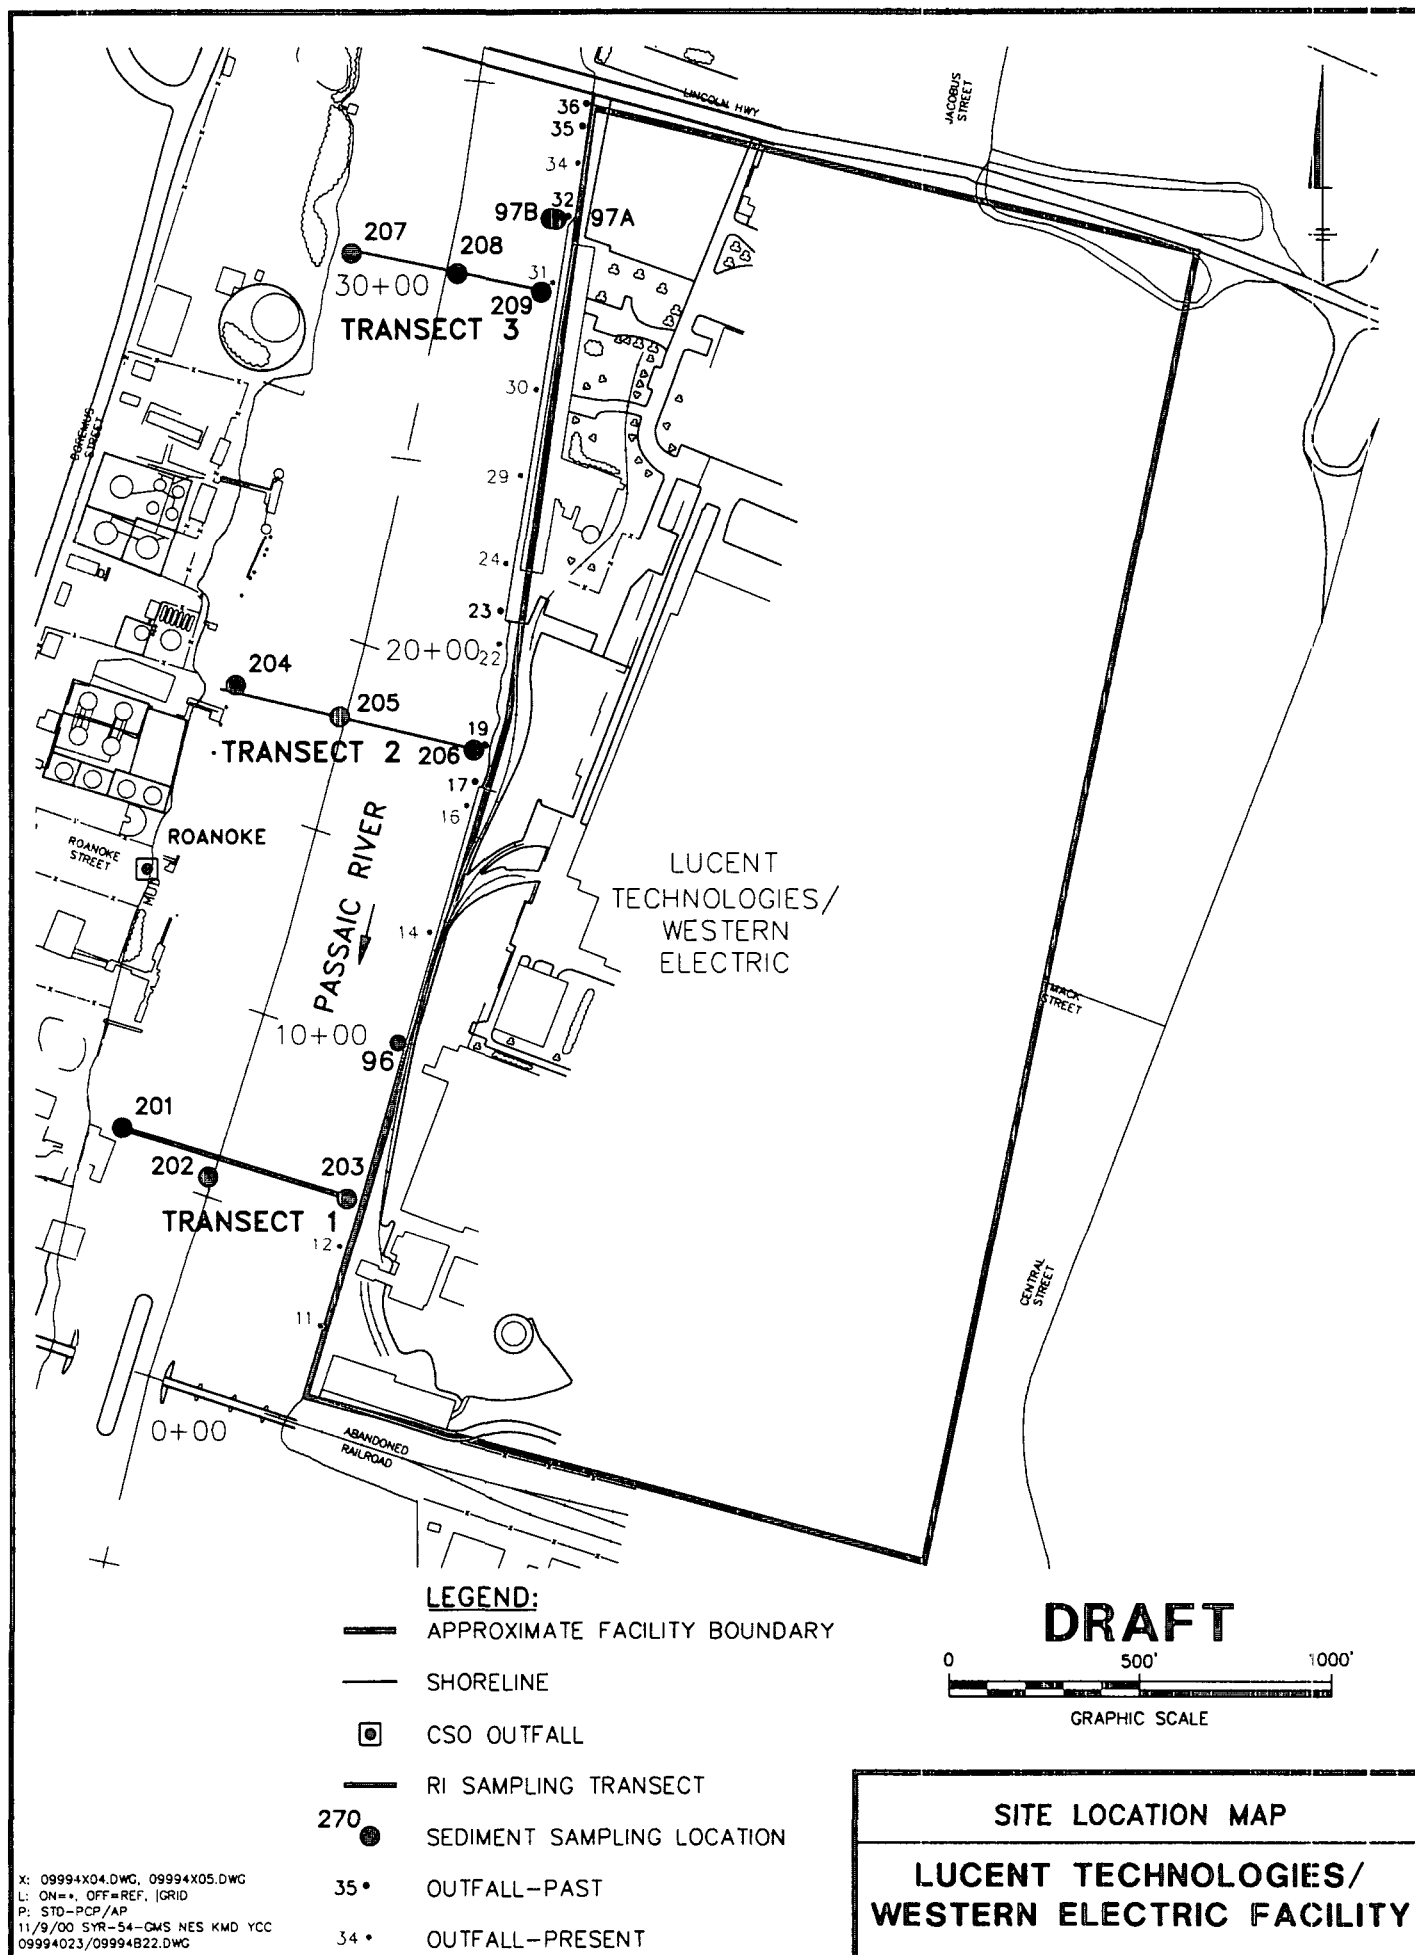 LINCOLN HWY
JACOBUS
STREET
36
35
34
32
97B
97A
207
208
31
209
30+00
TRANSECT 3
30
DOREMUS
STREET
29
24
23
20+00
22
204
205
19
206
TRANSECT 2
17
16
ROANOKE
ROANOKE
STREET
MUD
PASSAIC RIVER
LUCENT
TECHNOLOGIES/
WESTERN
ELECTRIC
14
MACK
STREET
10+00
96
201
202
203
TRANSECT 1
12
CENTRAL
STREET
11
0+00
ABANDONED
RAILROAD
LEGEND:
APPROXIMATE FACILITY BOUNDARY
SHORELINE
CSO OUTFALL
RI SAMPLING TRANSECT
270 SEDIMENT SAMPLING LOCATION
35 OUTFALL-PAST
34 OUTFALL-PRESENT
DRAFT
0 500' 1000'
GRAPHIC SCALE
SITE LOCATION MAP
LUCENT TECHNOLOGIES/
WESTERN ELECTRIC FACILITY
X: 09994X04.DWG, 09994X05.DWG
L: ON=*, OFF=REF, |GRID
P: STD-PCP/AP
11/9/00 SYR-54-GMS NES KMD YCC
09994023/09994B22.DWG